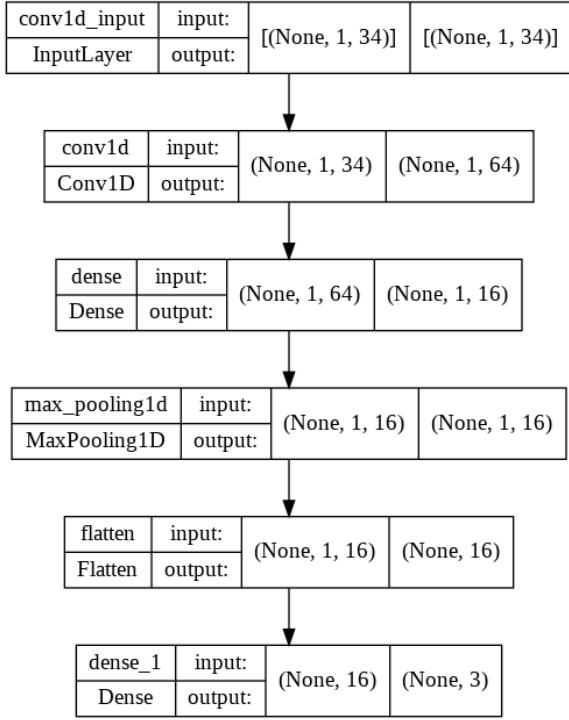 conv1d_input input: [(None, 1, 34)] [(None, 1, 34)]
InputLayer output:
conv1d input: (None, 1, 34) (None, 1, 64)
Conv1D output:
dense input: (None, 1, 64) (None, 1, 16)
Dense output:
max_pooling1d input: (None, 1, 16) (None, 1, 16)
MaxPooling1D output:
flatten input: (None, 1, 16) (None, 16)
Flatten output:
dense_1 input: (None, 16) (None, 3)
Dense output: